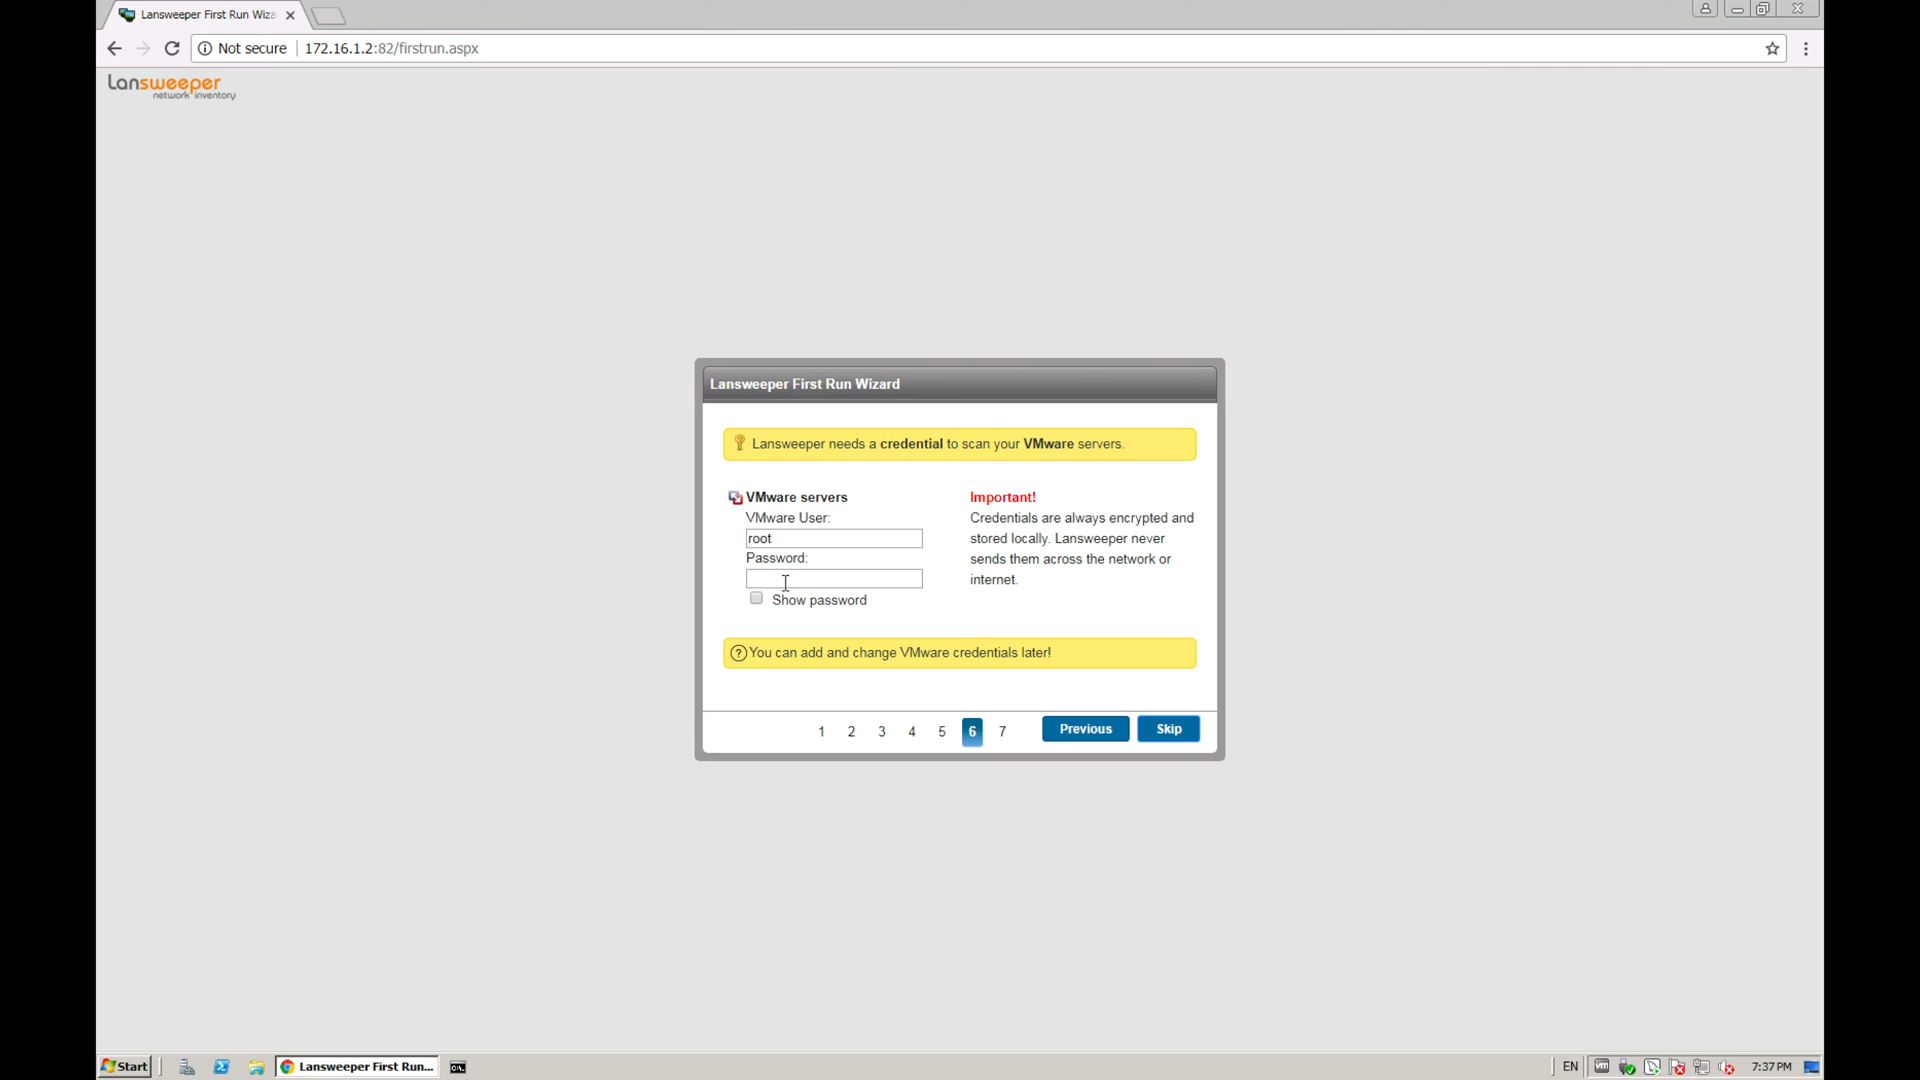 Lansweeper First Run Wiza
Not secure
172.16.1.2:82/firstrun.aspx
Lansweeper
network inventory
Lansweeper First Run Wizard
Lansweeper needs a credential to scan your VMware servers.
VMware servers
VMware User:
root
Password:
Show password
Important!
Credentials are always encrypted and
stored locally. Lansweeper never
sends them across the network or
internet.
? You can add and change VMware credentials later!
1 2 3 4 5 6 7 Previous Skip
Start
Lansweeper First Run...
EN
7:37 PM